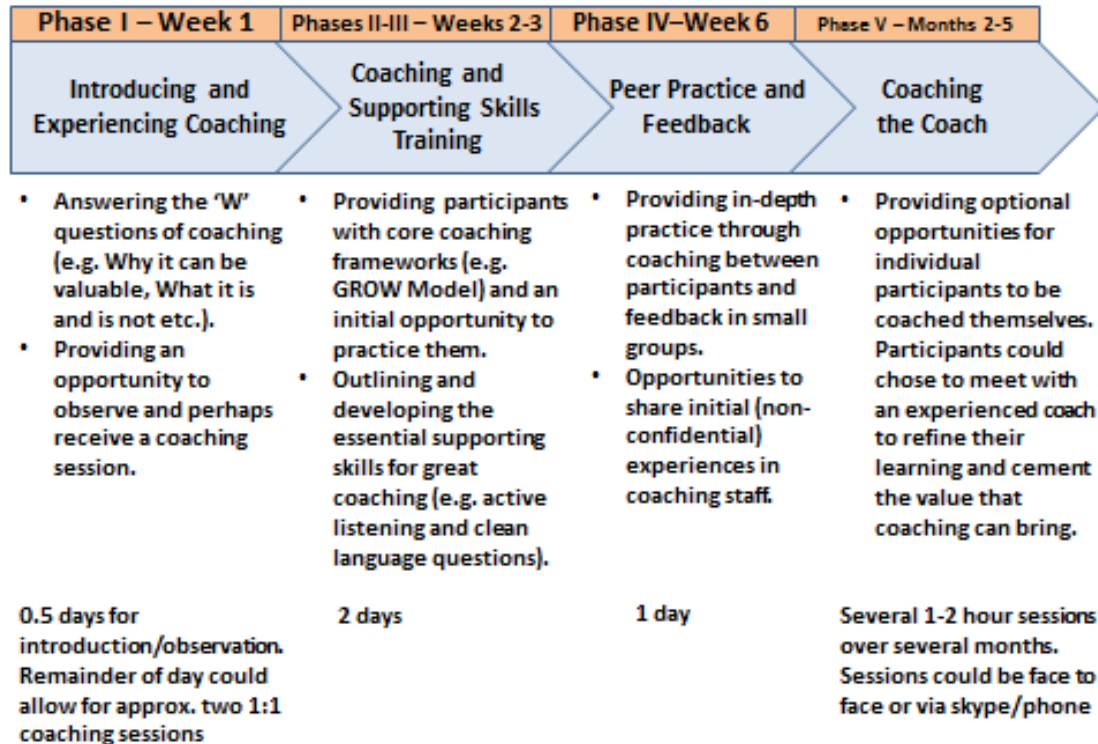 Phase I – Week 1
Phases II-III – Weeks 2-3
Phase IV–Week 6
Phase V – Months 2-5
Introducing and
Experiencing Coaching
Coaching and
Supporting Skills
Training
Peer Practice and
Feedback
Coaching
the Coach
• Answering the ‘W’
questions of coaching
(e.g. Why it can be
valuable, What it is
and is not etc.).
• Providing an
opportunity to
observe and perhaps
receive a coaching
session.
• Providing participants
with core coaching
frameworks (e.g.
GROW Model) and an
initial opportunity to
practice them.
• Outlining and
developing the
essential supporting
skills for great
coaching (e.g. active
listening and clean
language questions).
• Providing in-depth
practice through
coaching between
participants and
feedback in small
groups.
• Opportunities to
share initial (non-
confidential)
experiences in
coaching staff.
• Providing optional
opportunities for
individual
participants to be
coached themselves.
Participants could
chose to meet with
an experienced coach
to refine their
learning and cement
the value that
coaching can bring.
0.5 days for
introduction/observation.
Remainder of day could
allow for approx. two 1:1
coaching sessions
2 days
1 day
Several 1-2 hour sessions
over several months.
Sessions could be face to
face or via skype/phone